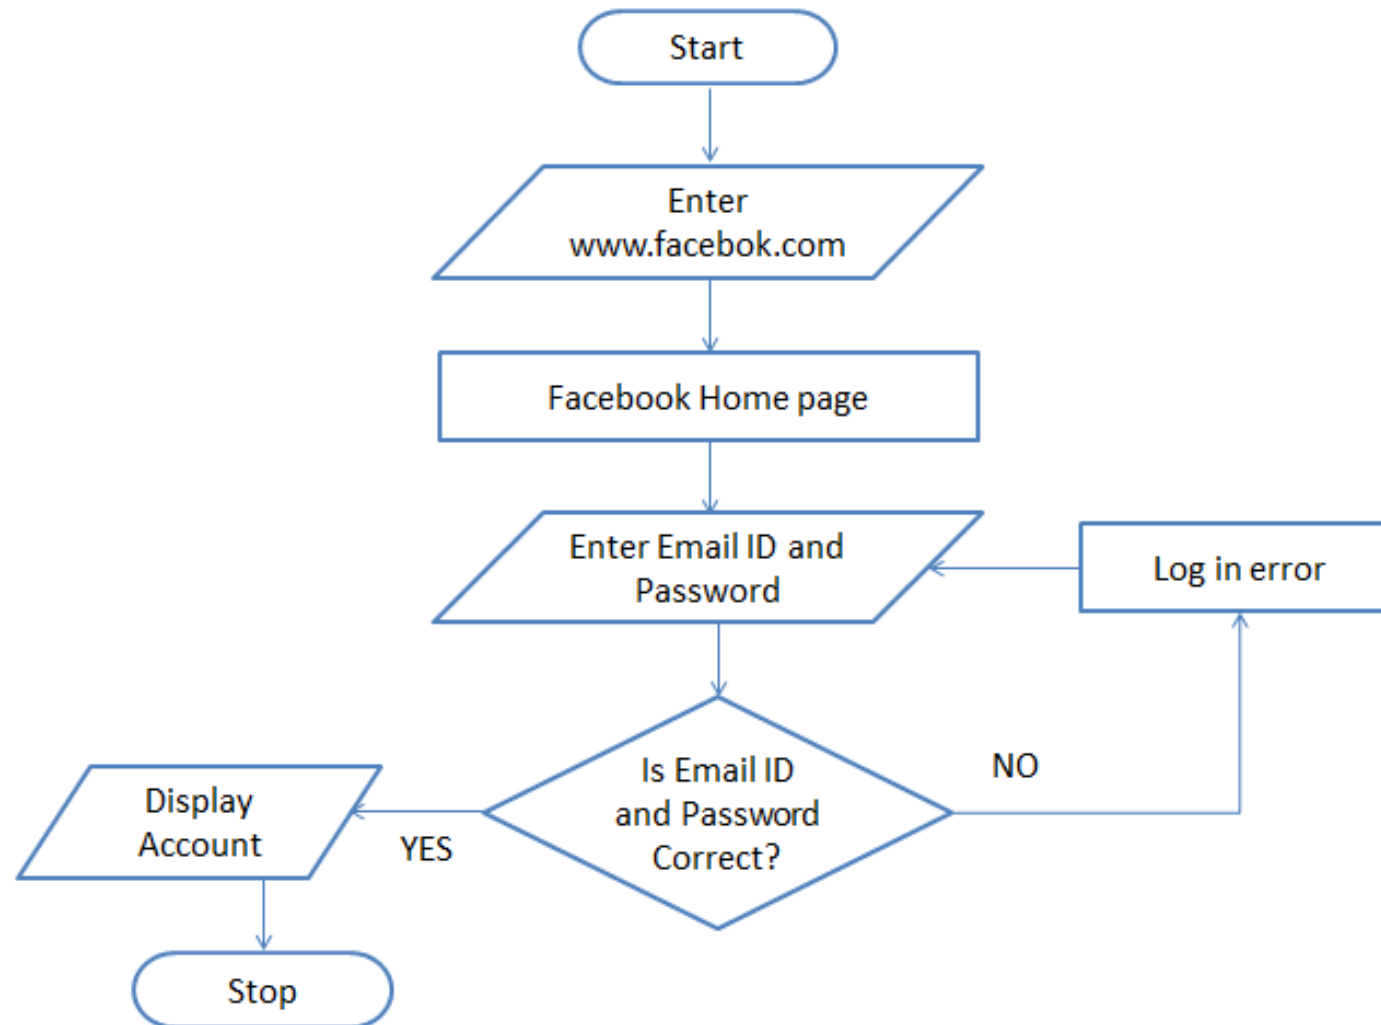 Start
Enter
www.facebok.com
Facebook Home page
Enter Email ID and
Password
Log in error
Is Email ID
and Password
Correct?
NO
YES
Display
Account
Stop